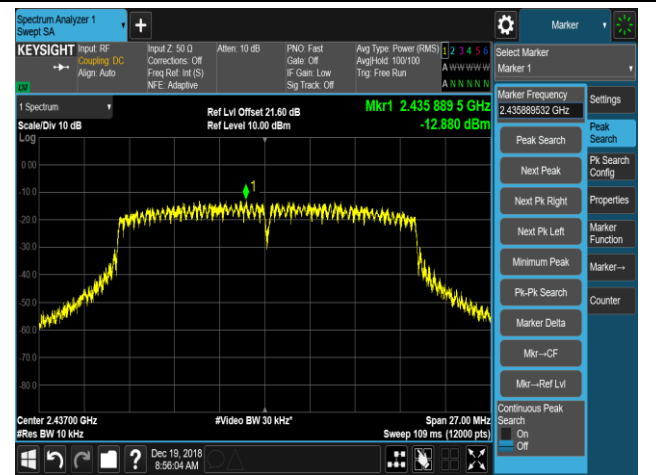 Spectrum Analyzer 1
Swept SA
+
Marker
KEYSIGHT
Input: RF
Coupling: DC
Align: Auto
Input Z: 50 Ω
Corrections: Off
Freq Ref: Int (S)
NFE: Adaptive
Atten: 10 dB
PNO: Fast
Gate: Off
IF Gain: Low
Sig Track: Off
Avg Type: Power (RMS)
Avg|Hold: 100/100
Trig: Free Run
1 2 3 4 5 6
A W W W W W
A N N N N N
LXI
Select Marker
Marker 1
1 Spectrum
Scale/Div 10 dB
Ref Lvl Offset 21.60 dB
Ref Level 10.00 dBm
Mkr1 2.435 889 5 GHz
-12.880 dBm
Log
0.00
-10.0
-20.0
-30.0
-40.0
-50.0
-60.0
-70.0
-80.0
1
Center 2.43700 GHz
#Res BW 10 kHz
#Video BW 30 kHz*
Span 27.00 MHz
Sweep 109 ms (12000 pts)
Marker Frequency
2.435889532 GHz
Peak Search
Next Peak
Next Pk Right
Next Pk Left
Minimum Peak
Pk-Pk Search
Marker Delta
Mkr→CF
Mkr→Ref Lvl
Continuous Peak
Search
On
Off
Settings
Peak
Search
Pk Search
Config
Properties
Marker
Function
Marker→
Counter
?
Dec 19, 2018
8:56:04 AM